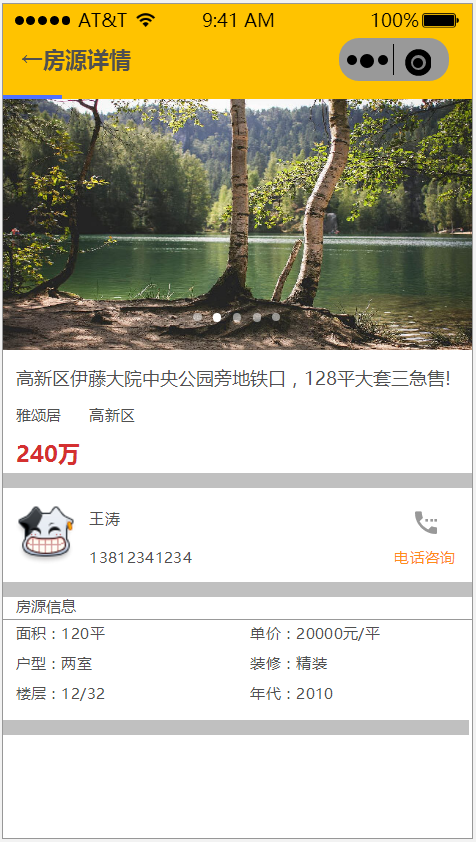 AT&T 9:41 AM 100%
←房源详情
高新区伊藤大院中央公园旁地铁口，128平大套三急售!
雅颂居 高新区
240万
王涛
13812341234
电话咨询
房源信息
面积：120平 单价：20000元/平
户型：两室 装修：精装
楼层：12/32 年代：2010